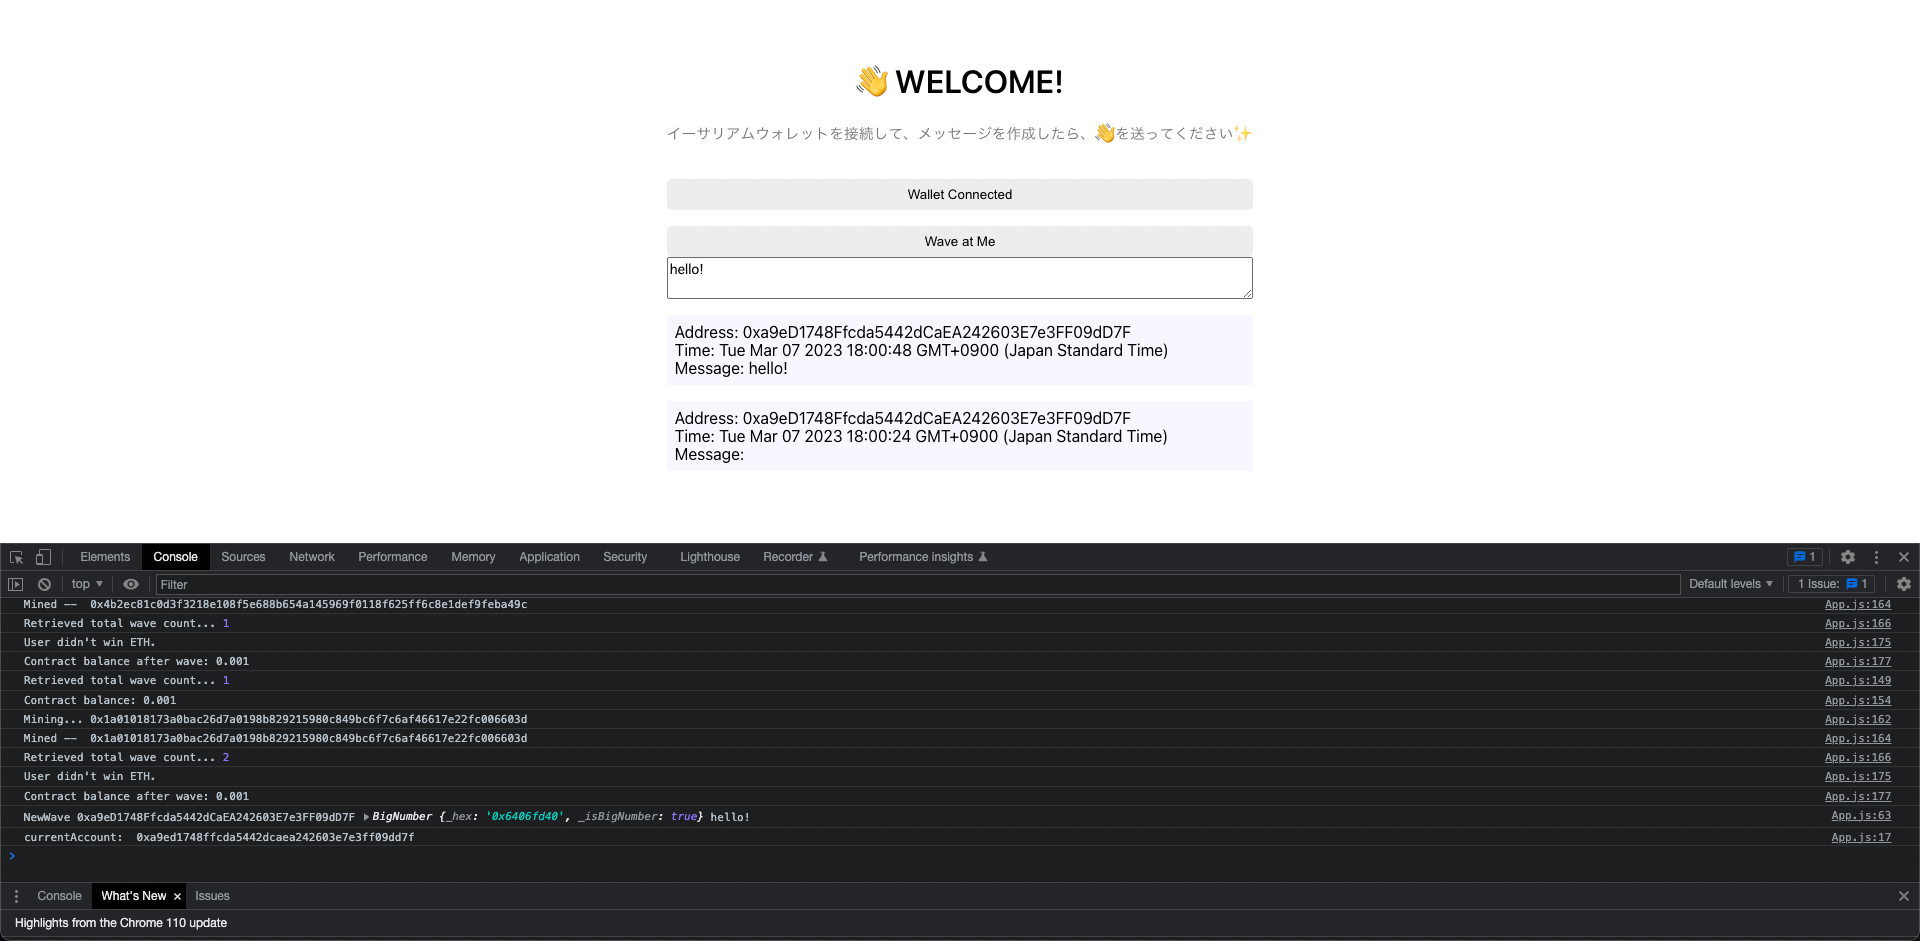 👋 WELCOME!
イーサリアムウォレットを接続して、メッセージを作成したら、👋を送ってください✨
Wallet Connected
Wave at Me
hello!
Address: 0xa9eD1748Ffcda5442dCaEA242603E7e3FF09dD7F
Time: Tue Mar 07 2023 18:00:48 GMT+0900 (Japan Standard Time)
Message: hello!
Address: 0xa9eD1748Ffcda5442dCaEA242603E7e3FF09dD7F
Time: Tue Mar 07 2023 18:00:24 GMT+0900 (Japan Standard Time)
Message:
Elements Console Sources Network Performance Memory Application Security Lighthouse Recorder Performance insights 1
top Filter Default levels 1 Issue: 1
Mined -- 0x4b2ec81c0d3f3218e108f5e688b654a145969f0118f625ff6c8e1def9feba49c App.js:164
Retrieved total wave count... 1 App.js:166
User didn't win ETH. App.js:175
Contract balance after wave: 0.001 App.js:177
Retrieved total wave count... 1 App.js:149
Contract balance: 0.001 App.js:154
Mining... 0x1a01018173a0bac26d7a0198b829215980c849bc6f7c6af46617e22fc006603d App.js:162
Mined -- 0x1a01018173a0bac26d7a0198b829215980c849bc6f7c6af46617e22fc006603d App.js:164
Retrieved total wave count... 2 App.js:166
User didn't win ETH. App.js:175
Contract balance after wave: 0.001 App.js:177
NewWave 0xa9eD1748Ffcda5442dCaEA242603E7e3FF09dD7F BigNumber {_hex: '0x6406fd40', _isBigNumber: true} hello! App.js:63
currentAccount: 0xa9ed1748ffcda5442dcaea242603e7e3ff09dd7f App.js:17
Console What's New Issues
Highlights from the Chrome 110 update